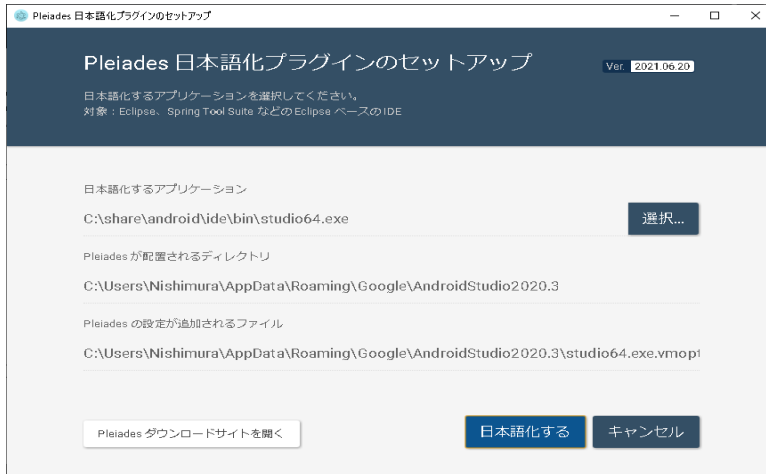 Pleiades 日本語化プラグインのセットアップ
Pleiades 日本語化プラグインのセットアップ
Ver. 2021.06.20
日本語化するアプリケーションを選択してください。
対象：Eclipse、Spring Tool Suite などの Eclipse ベースの IDE
日本語化するアプリケーション
C:\share\android\ide\bin\studio64.exe
選択...
Pleiades が配置されるディレクトリ
C:\Users\Nishimura\AppData\Roaming\Google\AndroidStudio2020.3
Pleiades の設定が追加されるファイル
C:\Users\Nishimura\AppData\Roaming\Google\AndroidStudio2020.3\studio64.exe.vmopt
Pleiades ダウンロードサイトを開く
日本語化する
キャンセル